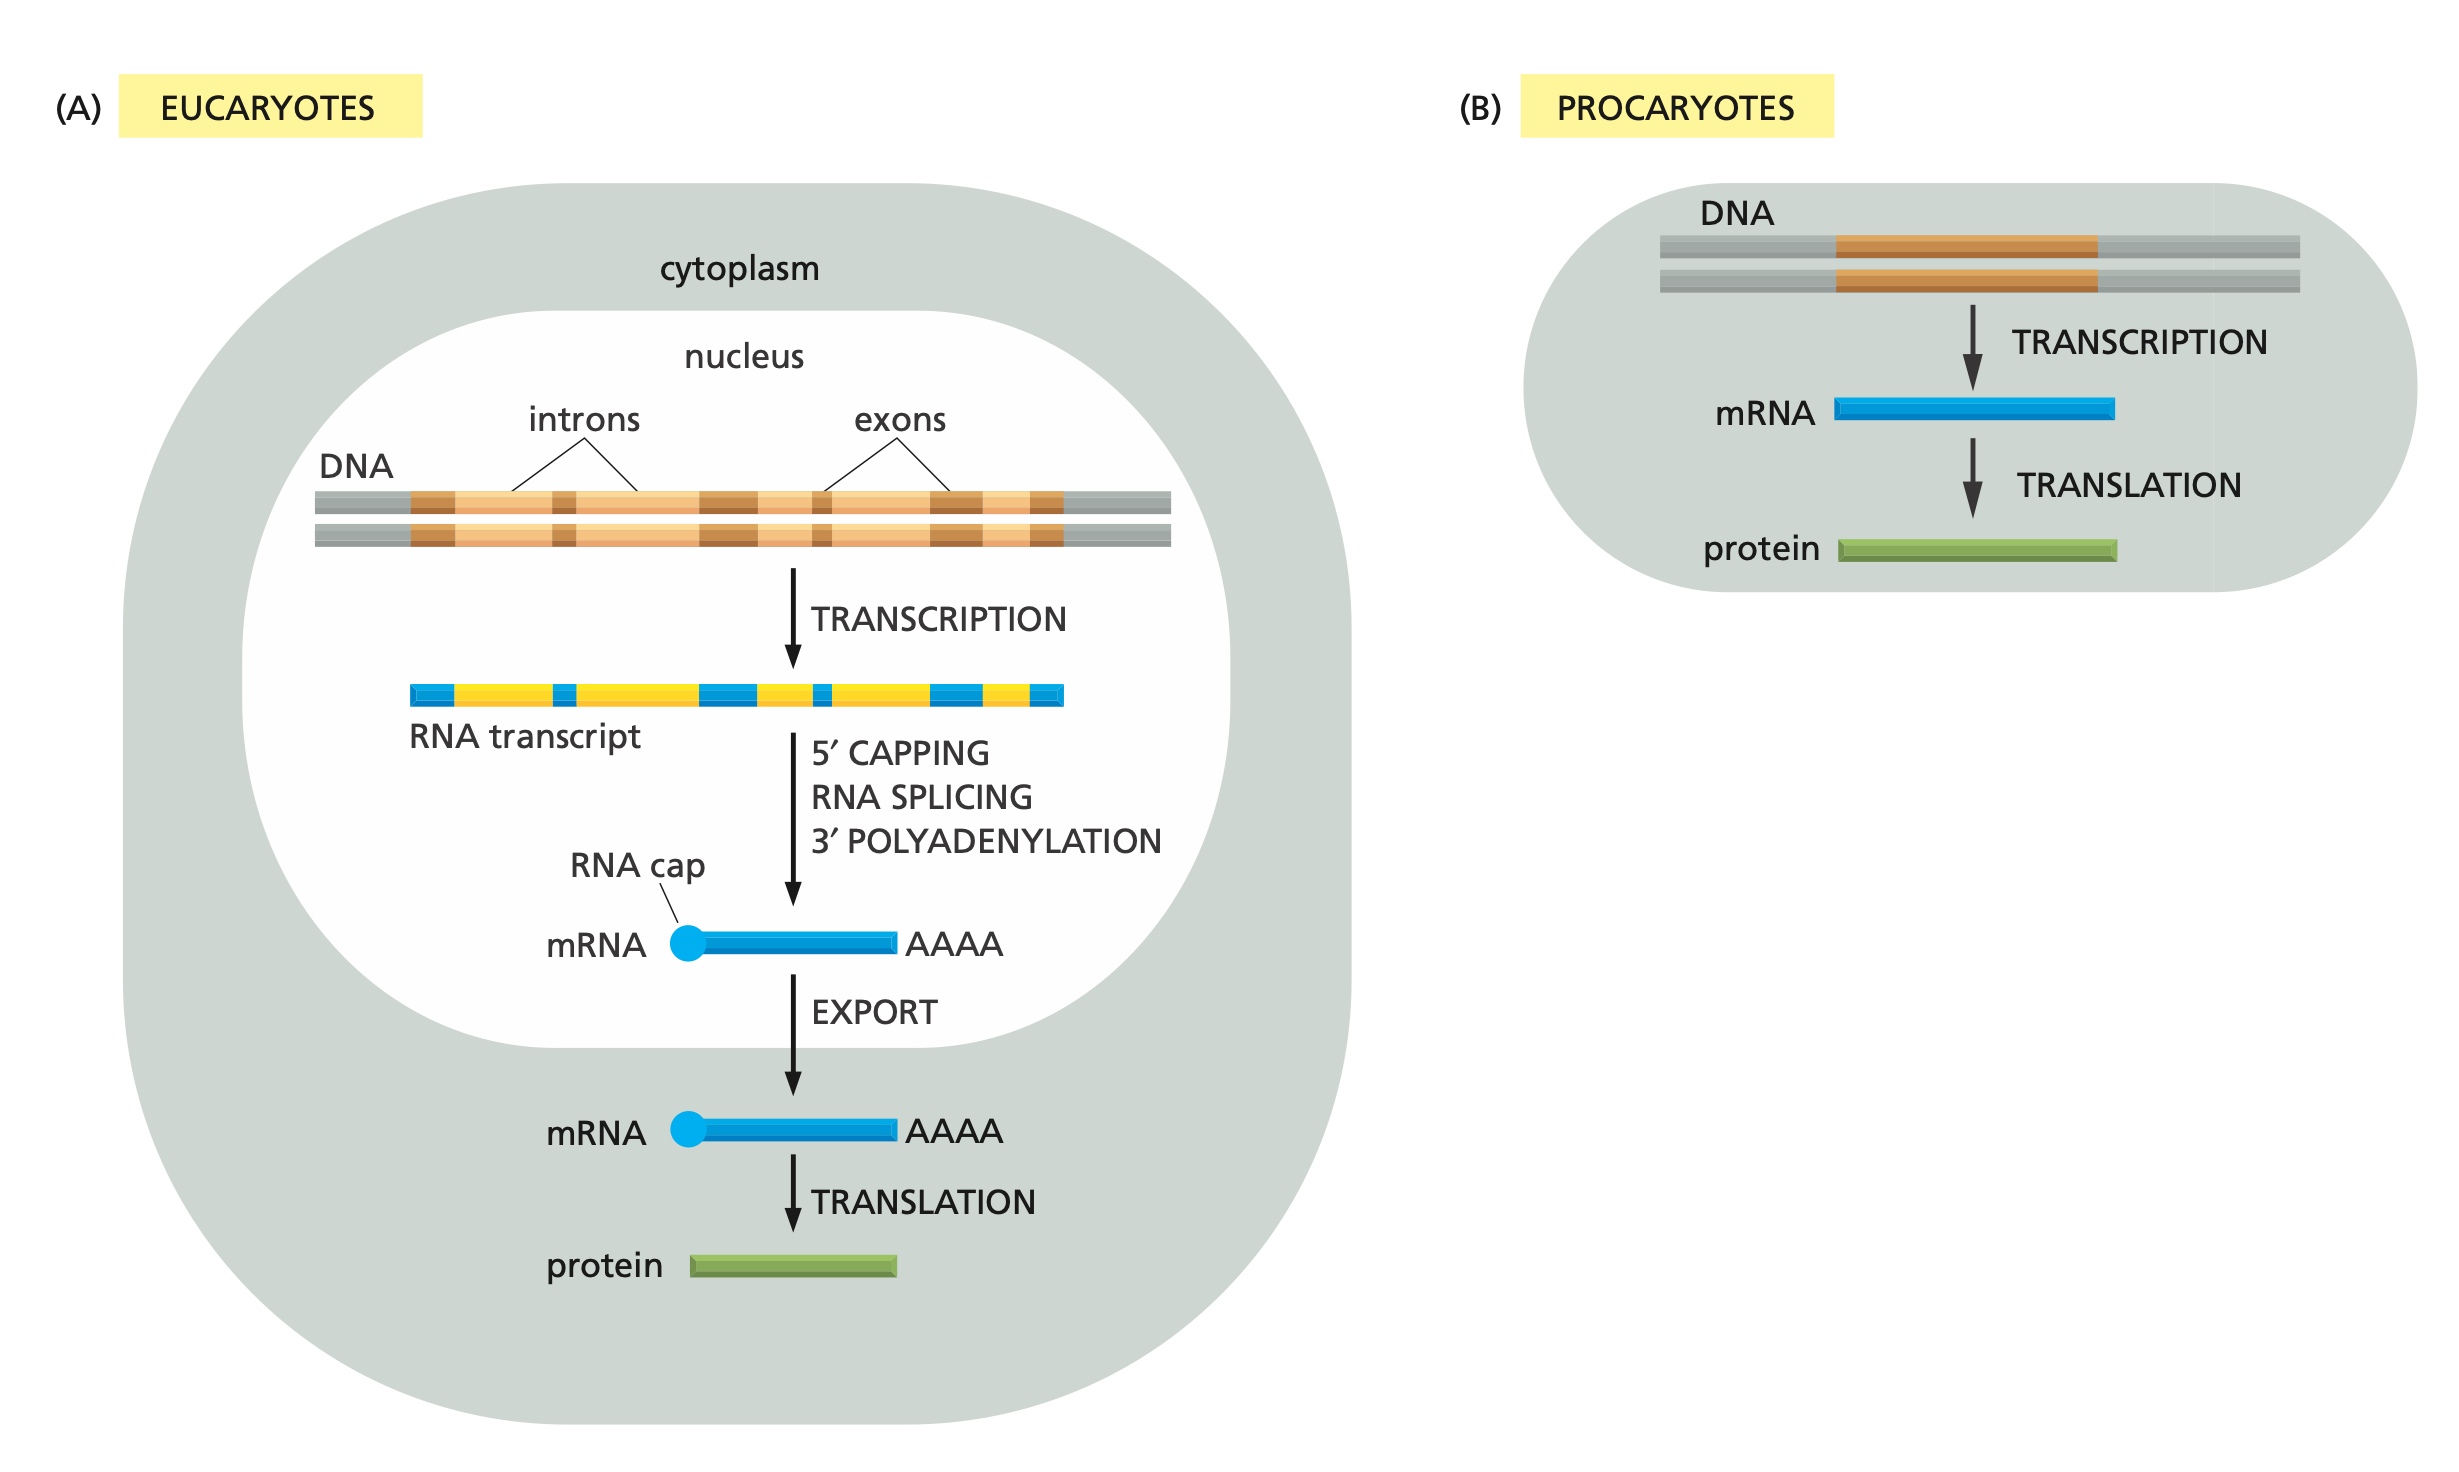 (A) EUCARYOTES
cytoplasm
nucleus
introns
exons
DNA
TRANSCRIPTION
RNA transcript
5′ CAPPING
RNA SPLICING
3′ POLYADENYLATION
RNA cap
mRNA AAAA
EXPORT
mRNA AAAA
TRANSLATION
protein
(B) PROCARYOTES
DNA
TRANSCRIPTION
mRNA
TRANSLATION
protein